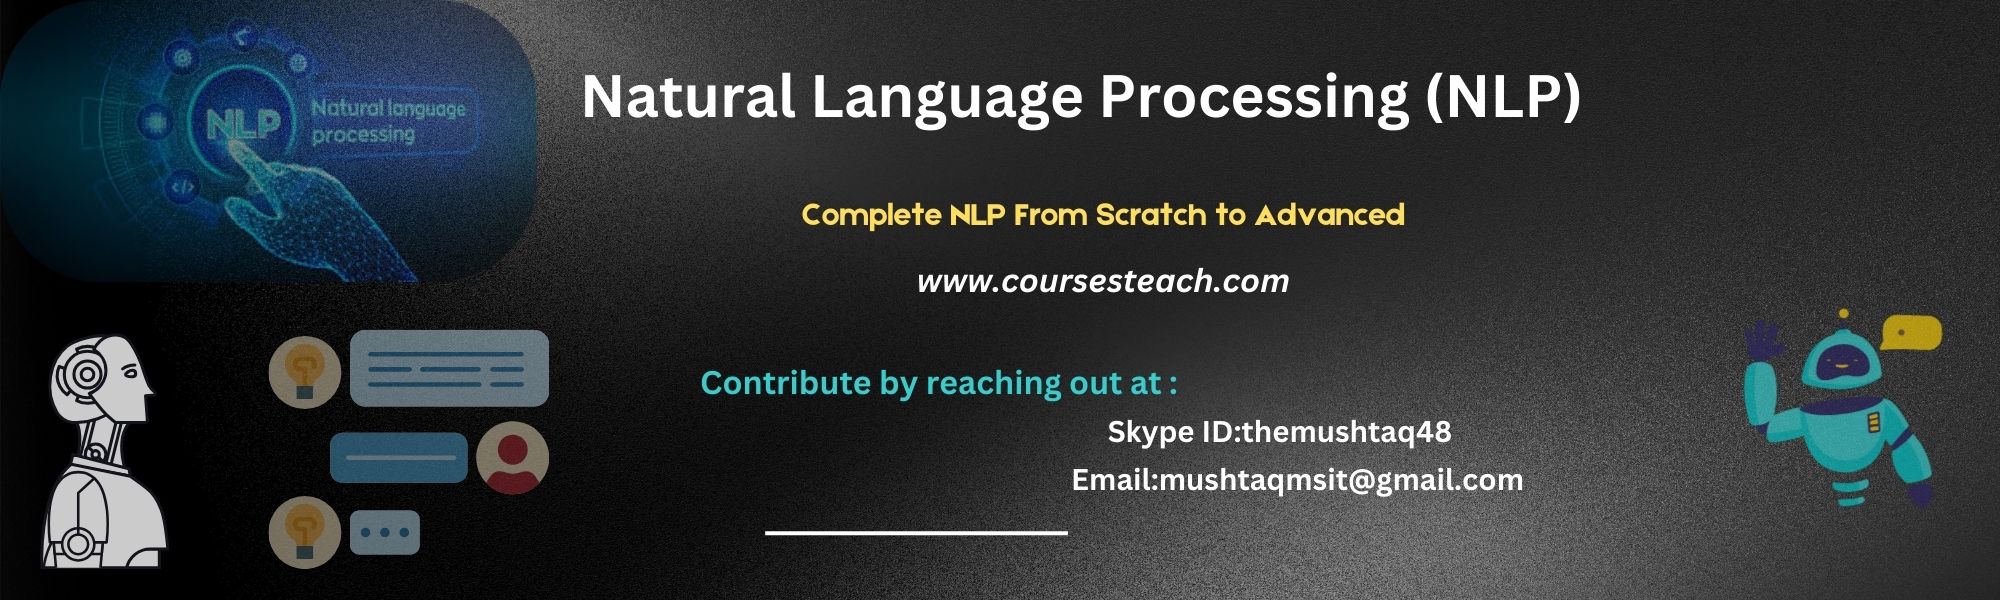 NLP
Natural language
processing
</>
Natural Language Processing (NLP)
Complete NLP From Scratch to Advanced
www.coursesteach.com
Contribute by reaching out at :
Skype ID:themushtaq48
Email:mushtaqmsit@gmail.com